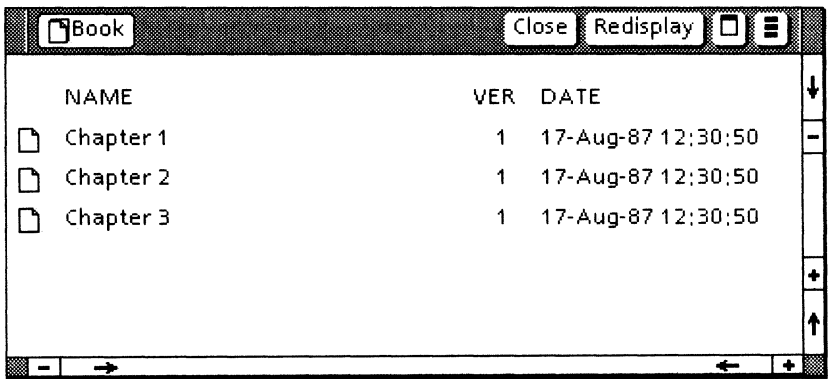 Book Close Redisplay
NAME VER DATE
Chapter 1 1 17-Aug-87 12:30:50
Chapter 2 1 17-Aug-87 12:30:50
Chapter 3 1 17-Aug-87 12:30:50